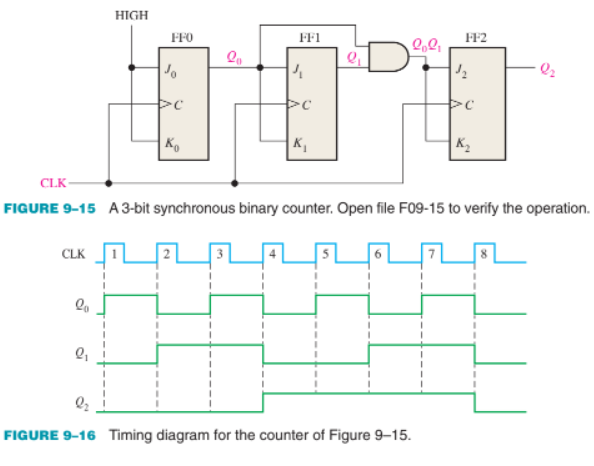 HIGH
FF0 FF1 FF2
J₀ Q₀ J₁ Q₁ Q₀Q₁ J₂ Q₂
C C C
K₀ K₁ K₂
CLK
FIGURE 9–15 A 3-bit synchronous binary counter. Open file F09-15 to verify the operation.
CLK 1 2 3 4 5 6 7 8
Q₀
Q₁
Q₂
FIGURE 9–16 Timing diagram for the counter of Figure 9–15.